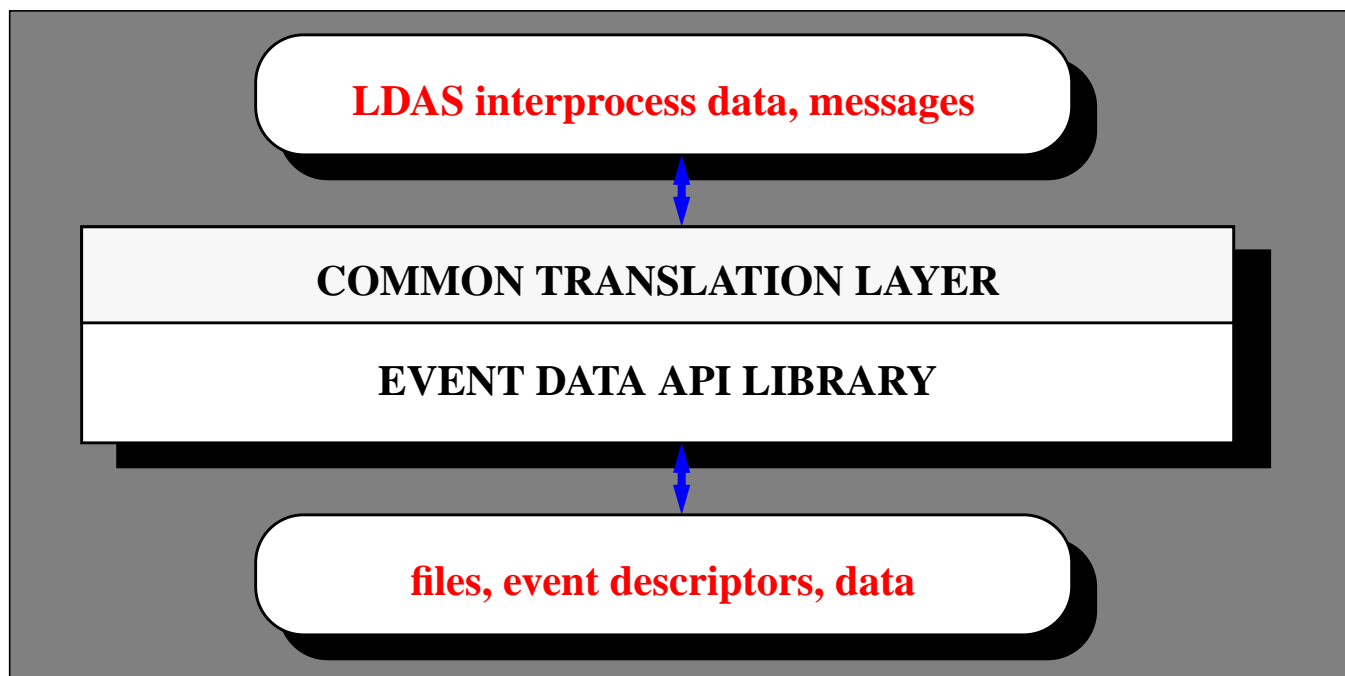 LDAS interprocess data, messages
COMMON TRANSLATION LAYER
EVENT DATA API LIBRARY
files, event descriptors, data